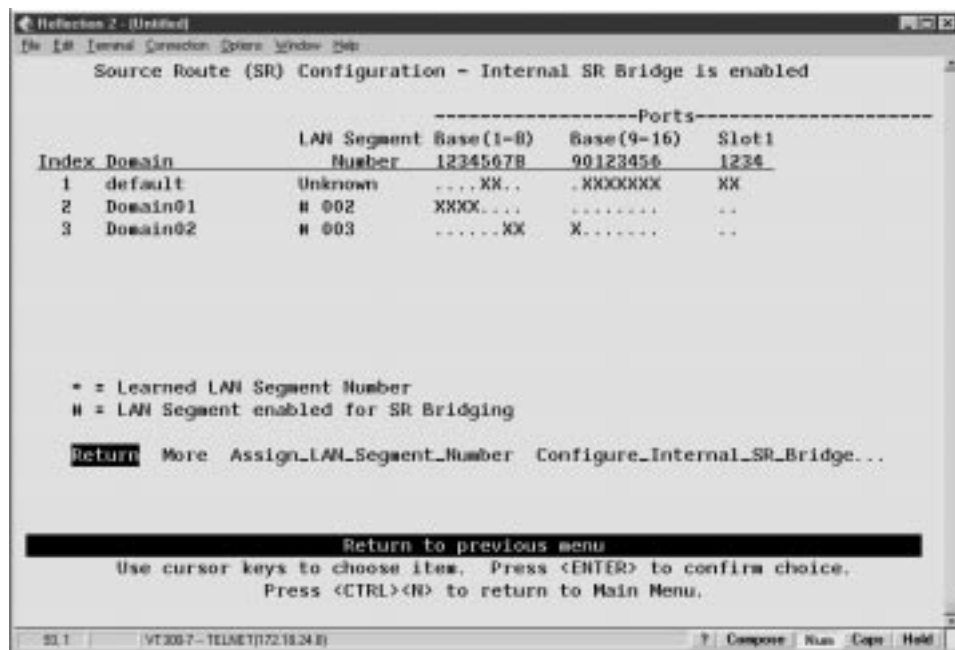 Reflection 2 - (Untitled)
File Edit Terminal Connection Options Window Help
Source Route (SR) Configuration - Internal SR Bridge is enabled
------------------Ports---------------------
LAN Segment Base(1-8) Base(9-16) Slot1
Index Domain Number 12345678 90123456 1234
1 default Unknown ....XX.. .XXXXXXX XX
2 Domain01 # 002 XXXX.... ........ ..
3 Domain02 # 003 ......XX X....... ..
* = Learned LAN Segment Number
# = LAN Segment enabled for SR Bridging
Return More Assign_LAN_Segment_Number Configure_Internal_SR_Bridge...
Return to previous menu
Use cursor keys to choose item. Press <ENTER> to confirm choice.
Press <CTRL><N> to return to Main Menu.
VT300-7 -- TELNET(172.18.24.8) ? Compose Num Caps Hold